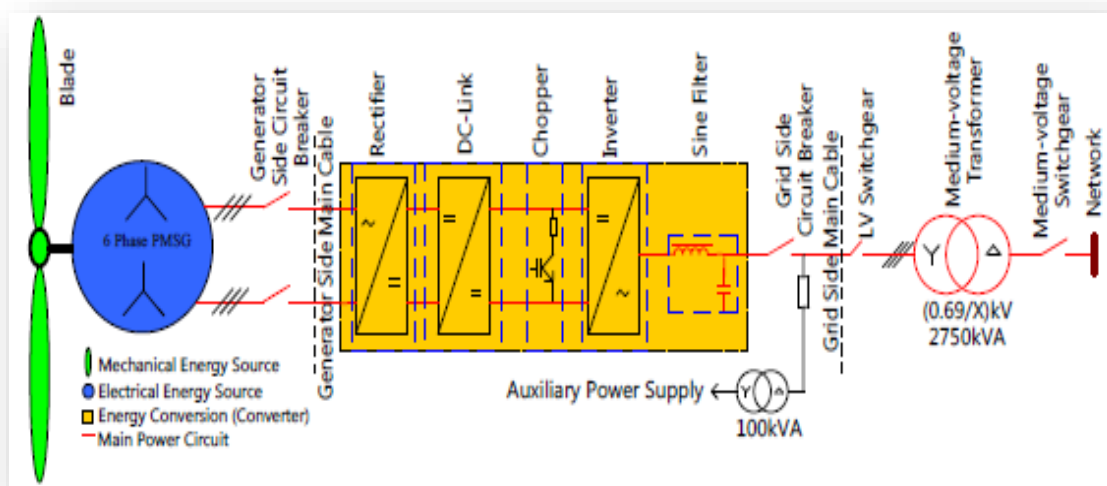 Blade
6 Phase PMSG
Generator
Side Circuit
Breaker
Generator Side Main Cable
Rectifier
DC-Link
Chopper
Inverter
Sine Filter
Grid Side
Circuit Breaker
Grid Side Main Cable
LV Switchgear
Medium-voltage
Transformer
Medium-voltage
Switchgear
Network
~
=
=
=
=
~
Y
Δ
(0.69/X)kV
2750kVA
Auxiliary Power Supply
Y
Δ
100kVA
Mechanical Energy Source
Electrical Energy Source
Energy Conversion (Converter)
Main Power Circuit